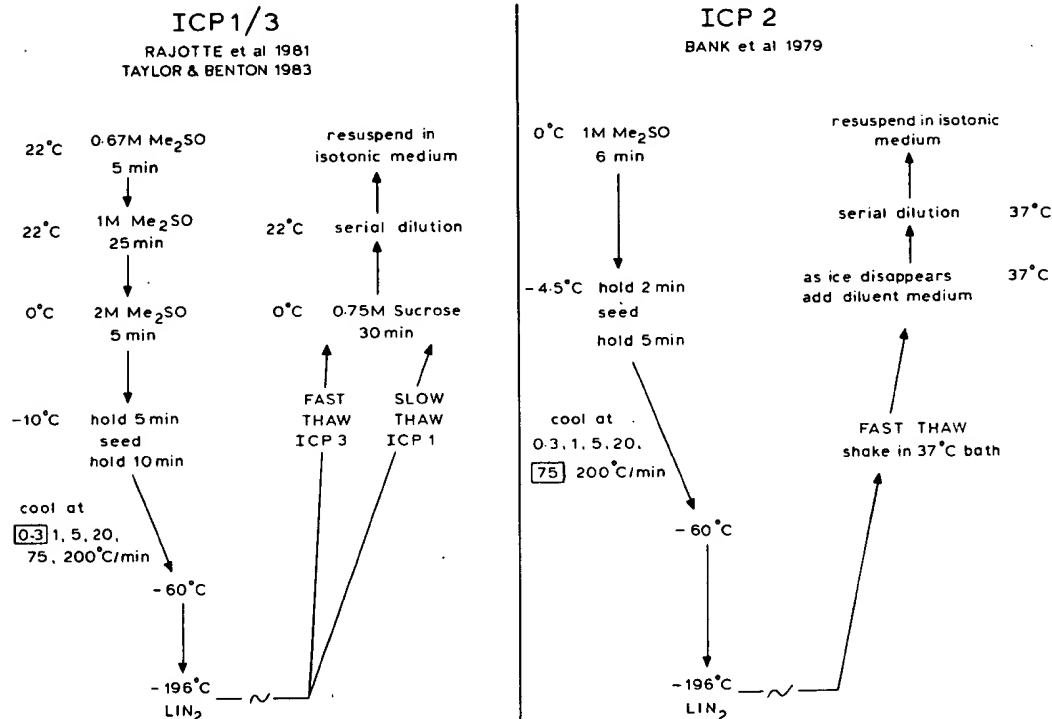 ICP 1/3
RAJOTTE et al 1981
TAYLOR & BENTON 1983
22°C 0.67M Me2SO
5 min
22°C 1M Me2SO
25 min
0°C 2M Me2SO
5 min
-10°C hold 5 min
seed
hold 10 min
cool at
0.3 1, 5, 20,
75, 200°C/min
-60°C
-196°C
LIN2
resuspend in
isotonic medium
22°C serial dilution
0°C 0.75M Sucrose
30 min
FAST
THAW
ICP 3
SLOW
THAW
ICP 1
ICP 2
BANK et al 1979
0°C 1M Me2SO
6 min
-4.5°C hold 2 min
seed
hold 5 min
cool at
0.3, 1, 5, 20,
75, 200°C/min
-60°C
-196°C
LIN2
resuspend in isotonic
medium
serial dilution 37°C
as ice disappears 37°C
add diluent medium
FAST THAW
shake in 37°C bath